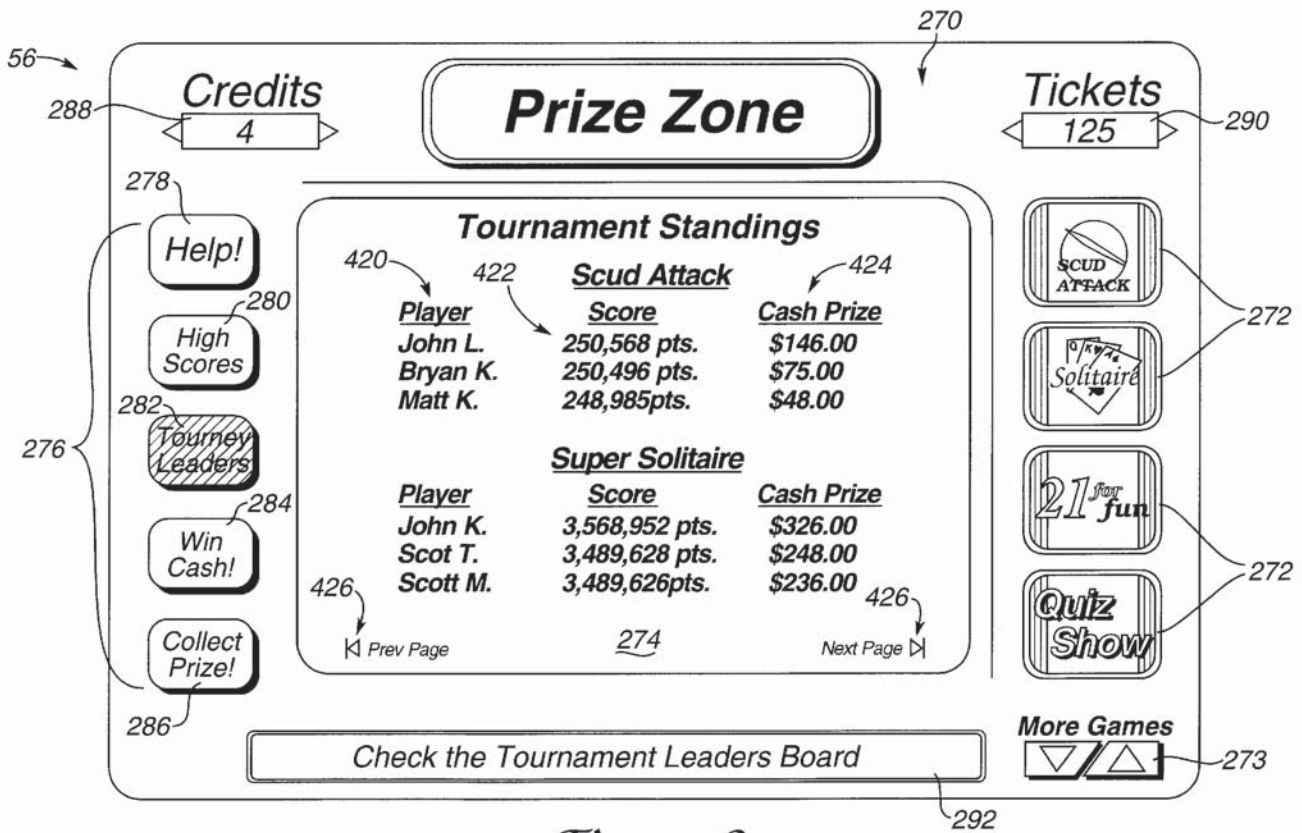 270
56
Credits
Prize Zone
Tickets
288
4
125
290
278
Help!
280
High
Scores
282
Tourney
Leaders
276
284
Win
Cash!
Collect
Prize!
286
Tournament Standings
420
422
424
Scud Attack
Player Score Cash Prize
John L. 250,568 pts. $146.00
Bryan K. 250,496 pts. $75.00
Matt K. 248,985pts. $48.00
Super Solitaire
Player Score Cash Prize
John K. 3,568,952 pts. $326.00
Scot T. 3,489,628 pts. $248.00
Scott M. 3,489,626pts. $236.00
426
426
Prev Page 274 Next Page
SCUD
ATTACK
272
Q K A
Solitaire
21 for fun
272
Quiz
Show
More Games
273
Check the Tournament Leaders Board
292